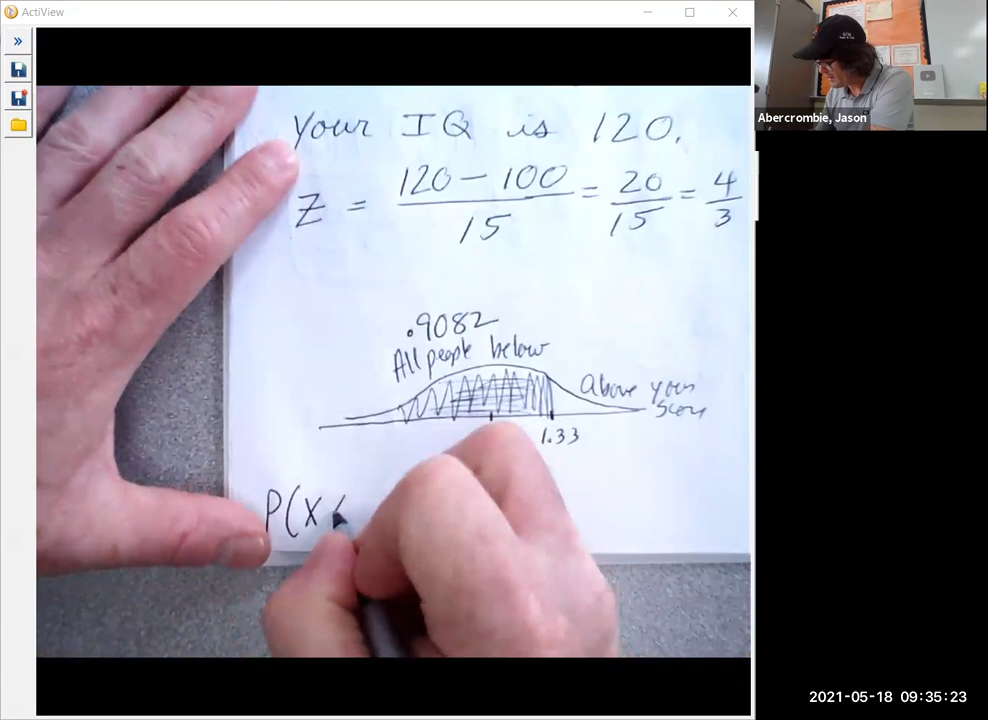 ActiView
Your IQ is 120.
Z = 120 - 100 / 15 = 20 / 15 = 4 / 3
.9082
All people below
Above your
score
1.33
P(X <
Abercrombie, Jason
2021-05-18 09:35:23